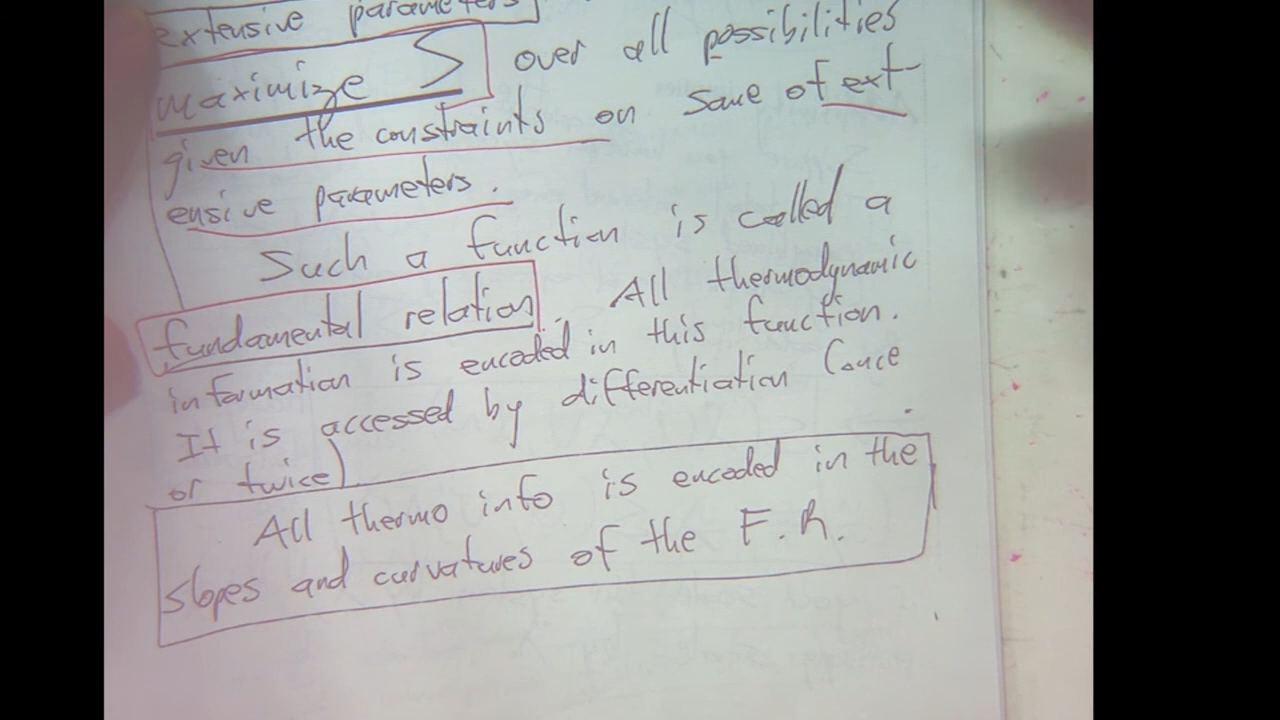 extensive parameters
maximize S over all possibilities
given the constraints on some of ext-
ensive parameters.
Such a function is called a
fundamental relation. All thermodynamic
information is encoded in this function.
It is accessed by differentiation (once
or twice)
All thermo info is encoded in the
slopes and curvatures of the F.R.